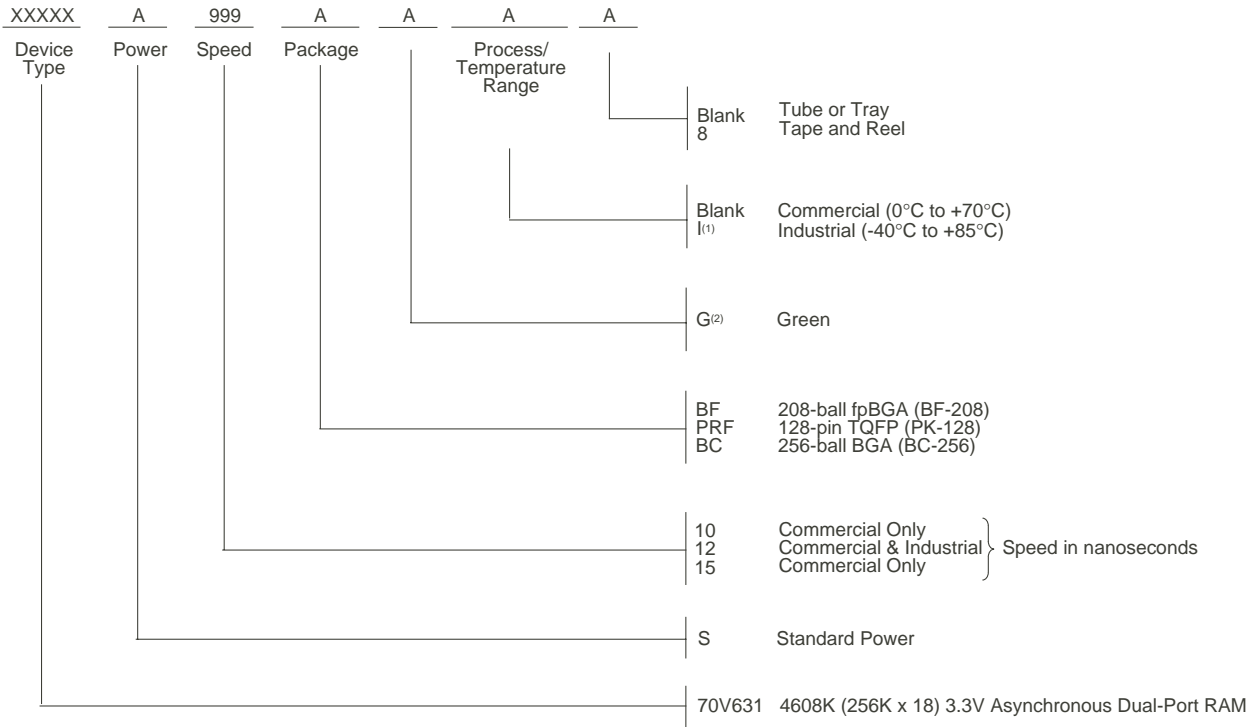 XXXXX A 999 A A A A
Device Type Power Speed Package Process/ Temperature Range
Blank Tube or Tray
8 Tape and Reel
Blank Commercial (0°C to +70°C)
I(1) Industrial (-40°C to +85°C)
G(2) Green
BF 208-ball fpBGA (BF-208)
PRF 128-pin TQFP (PK-128)
BC 256-ball BGA (BC-256)
10 Commercial Only
12 Commercial & Industrial Speed in nanoseconds
15 Commercial Only
S Standard Power
70V631 4608K (256K x 18) 3.3V Asynchronous Dual-Port RAM